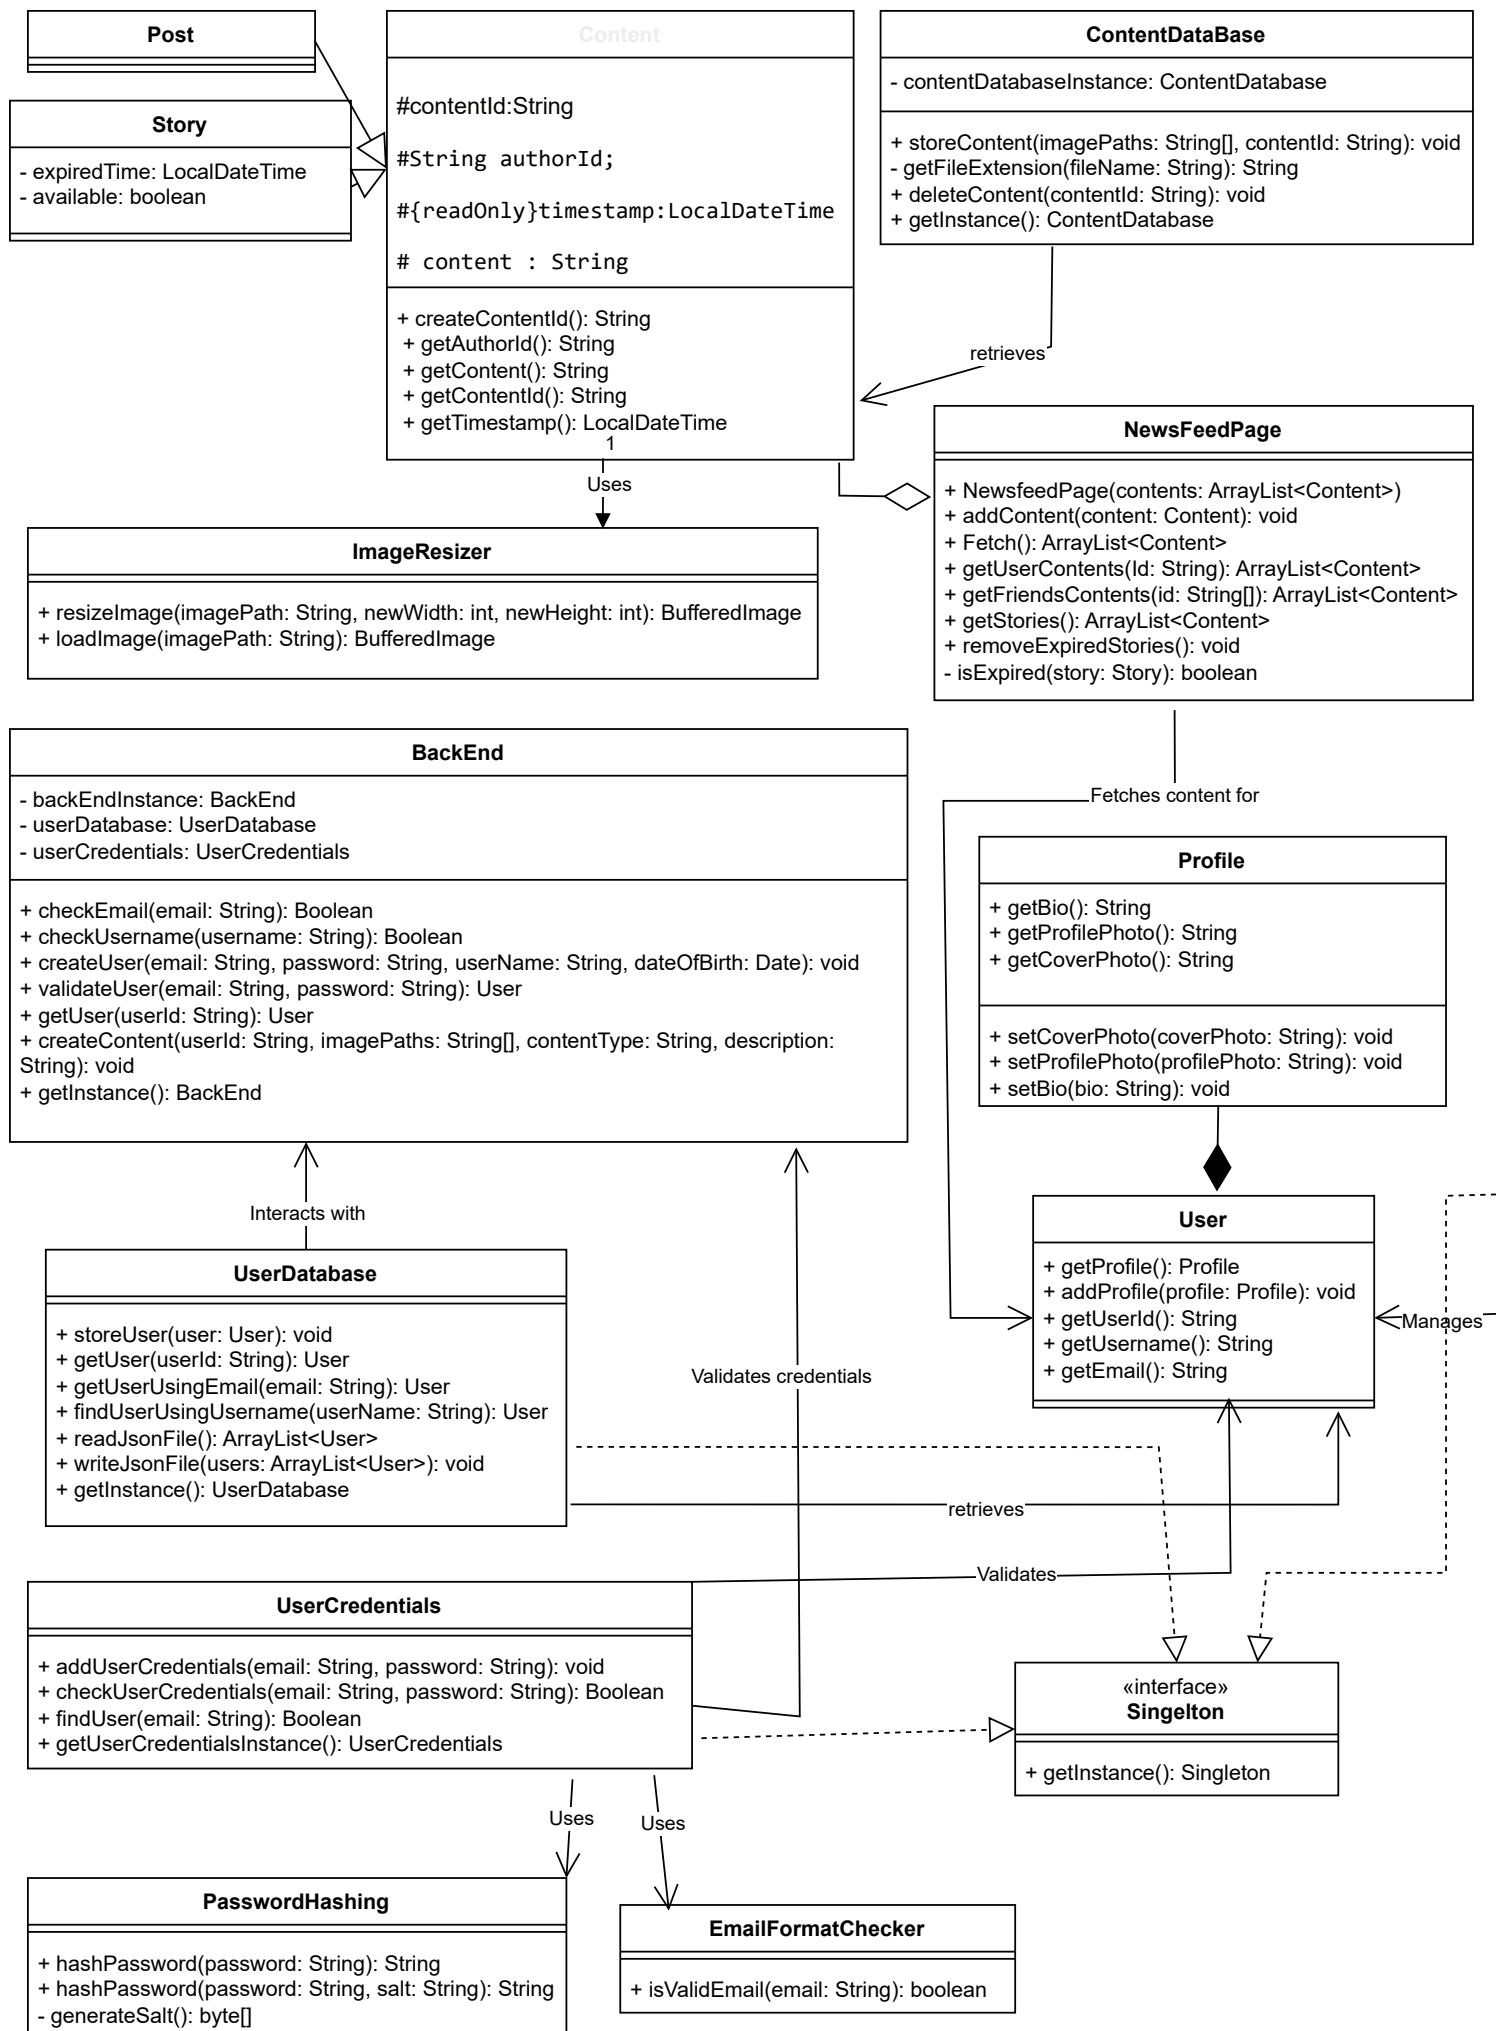 Post
Story
- expiredTime: LocalDateTime
- available: boolean
Content
#contentId:String
#String authorId;
#{readOnly}timestamp:LocalDateTime
# content : String
+ createContentId(): String
+ getAuthorId(): String
+ getContent(): String
+ getContentId(): String
+ getTimestamp(): LocalDateTime
1
Uses
ContentDataBase
- contentDatabaseInstance: ContentDatabase
+ storeContent(imagePaths: String[], contentId: String): void
- getFileExtension(fileName: String): String
+ deleteContent(contentId: String): void
+ getInstance(): ContentDatabase
retrieves
NewsFeedPage
+ NewsfeedPage(contents: ArrayList<Content>)
+ addContent(content: Content): void
+ Fetch(): ArrayList<Content>
+ getUserContents(Id: String): ArrayList<Content>
+ getFriendsContents(id: String[]): ArrayList<Content>
+ getStories(): ArrayList<Content>
+ removeExpiredStories(): void
- isExpired(story: Story): boolean
ImageResizer
+ resizeImage(imagePath: String, newWidth: int, newHeight: int): BufferedImage
+ loadImage(imagePath: String): BufferedImage
BackEnd
- backEndInstance: BackEnd
- userDatabase: UserDatabase
- userCredentials: UserCredentials
+ checkEmail(email: String): Boolean
+ checkUsername(username: String): Boolean
+ createUser(email: String, password: String, userName: String, dateOfBirth: Date): void
+ validateUser(email: String, password: String): User
+ getUser(userId: String): User
+ createContent(userId: String, imagePaths: String[], contentType: String, description:
String): void
+ getInstance(): BackEnd
Fetches content for
Profile
+ getBio(): String
+ getProfilePhoto(): String
+ getCoverPhoto(): String
+ setCoverPhoto(coverPhoto: String): void
+ setProfilePhoto(profilePhoto: String): void
+ setBio(bio: String): void
Interacts with
User
+ getProfile(): Profile
+ addProfile(profile: Profile): void
+ getUserId(): String
+ getUsername(): String
+ getEmail(): String
Manages
UserDatabase
+ storeUser(user: User): void
+ getUser(userId: String): User
+ getUserUsingEmail(email: String): User
+ findUserUsingUsername(userName: String): User
+ readJsonFile(): ArrayList<User>
+ writeJsonFile(users: ArrayList<User>): void
+ getInstance(): UserDatabase
Validates credentials
retrieves
Validates
UserCredentials
+ addUserCredentials(email: String, password: String): void
+ checkUserCredentials(email: String, password: String): Boolean
+ findUser(email: String): Boolean
+ getUserCredentialsInstance(): UserCredentials
«interface»
Singelton
+ getInstance(): Singleton
Uses
Uses
PasswordHashing
+ hashPassword(password: String): String
+ hashPassword(password: String, salt: String): String
- generateSalt(): byte[]
EmailFormatChecker
+ isValidEmail(email: String): boolean